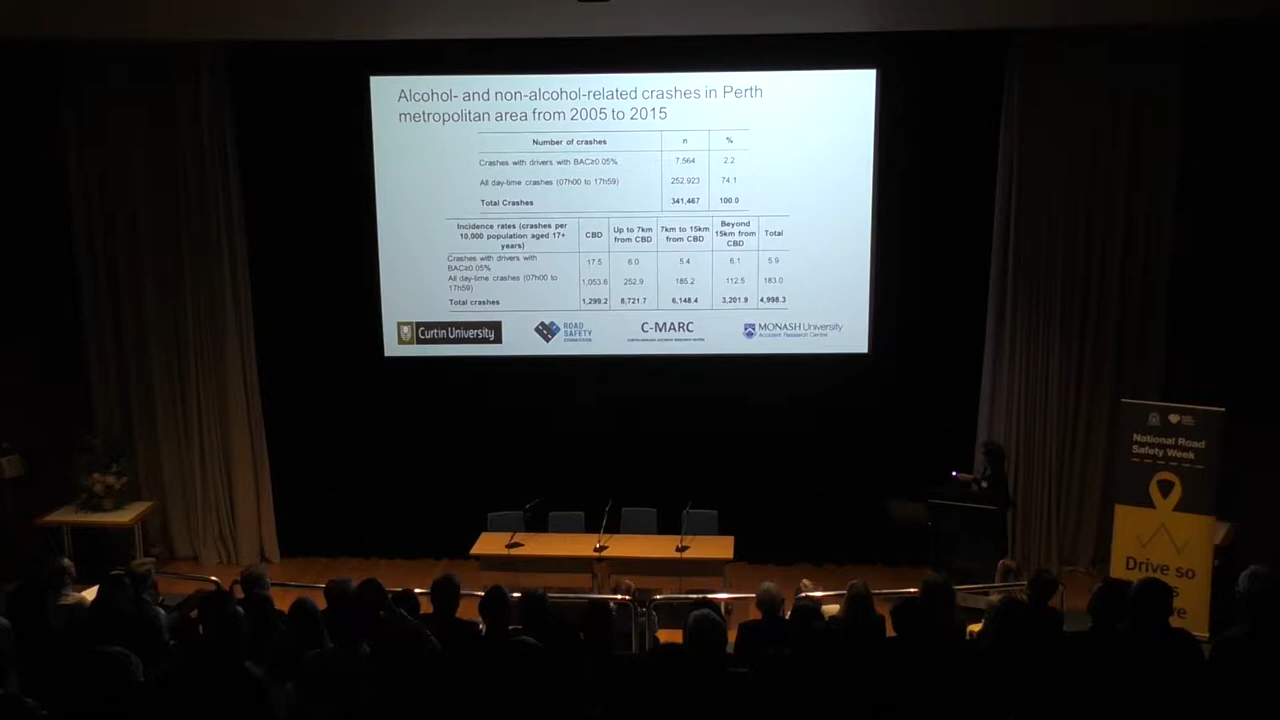 Alcohol- and non-alcohol-related crashes in Perth
metropolitan area from 2005 to 2015
Number of crashes n %
Crashes with drivers with BAC≥0.05% 7,564 2.2
All day-time crashes (07h00 to 17h59) 252,923 74.1
Total Crashes 341,467 100.0
Incidence rates (crashes per
10,000 population aged 17+
years)
CBD
Up to 7km
from CBD
7km to 15km
from CBD
Beyond
15km from
CBD
Total
Crashes with drivers with
BAC≥0.05%
17.5 6.0 5.4 6.1 5.9
All day-time crashes (07h00 to
17h59)
1,053.6 252.9 185.2 112.5 183.0
Total crashes 1,299.2 8,721.7 6,148.4 3,201.9 4,998.3
Curtin University
ROAD
SAFETY
COMMISSION
C-MARC
CURTIN-MONASH ACCIDENT RESEARCH CENTRE
MONASH University
Accident Research Centre
National Road
Safety Week
Drive so